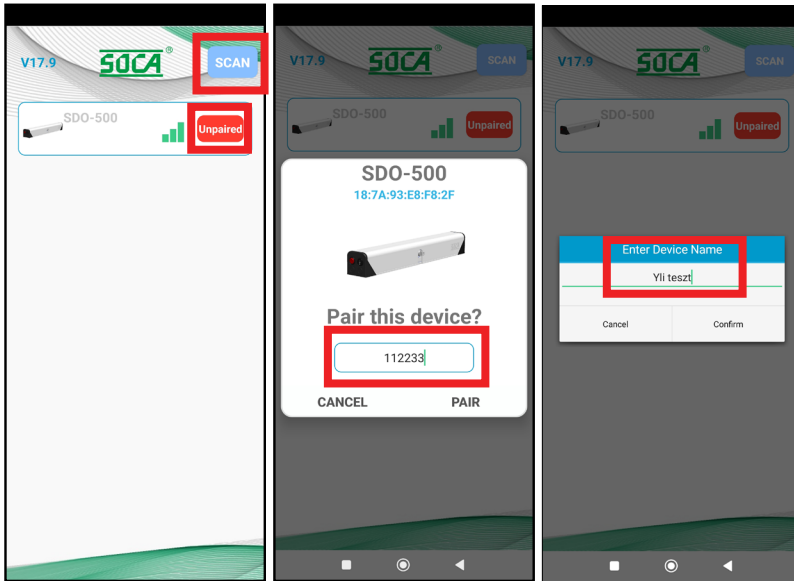 V17.9
SOCA®
SCAN
SDO-500
Unpaired
V17.9
SOCA®
SCAN
SDO-500
Unpaired
SDO-500
18:7A:93:E8:F8:2F
Pair this device?
112233
CANCEL PAIR
V17.9
SOCA®
SCAN
SDO-500
Unpaired
Enter Device Name
Yli teszt
Cancel Confirm